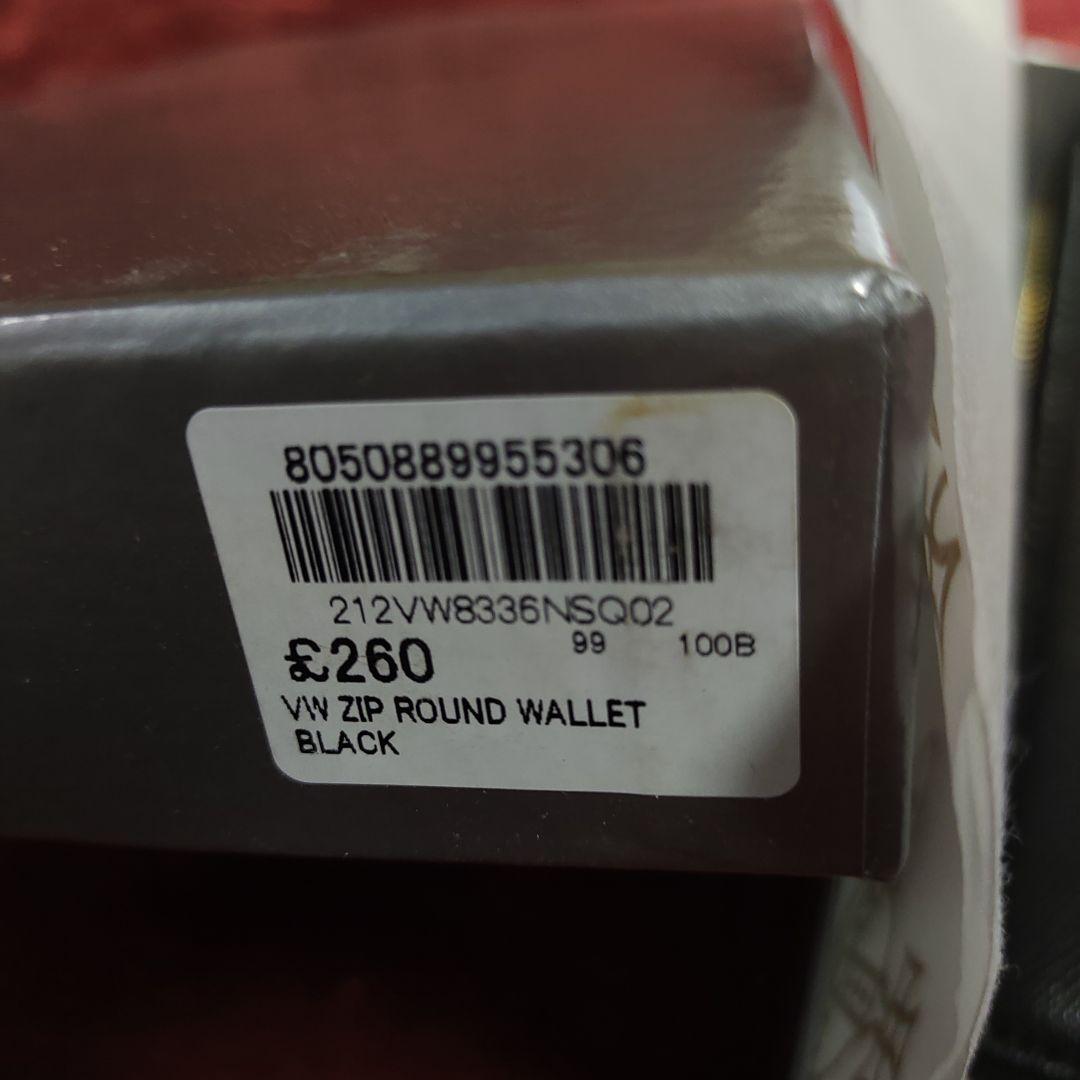 8050889955306
212VW8336NSQ02
£260 99 100B
VW ZIP ROUND WALLET
BLACK